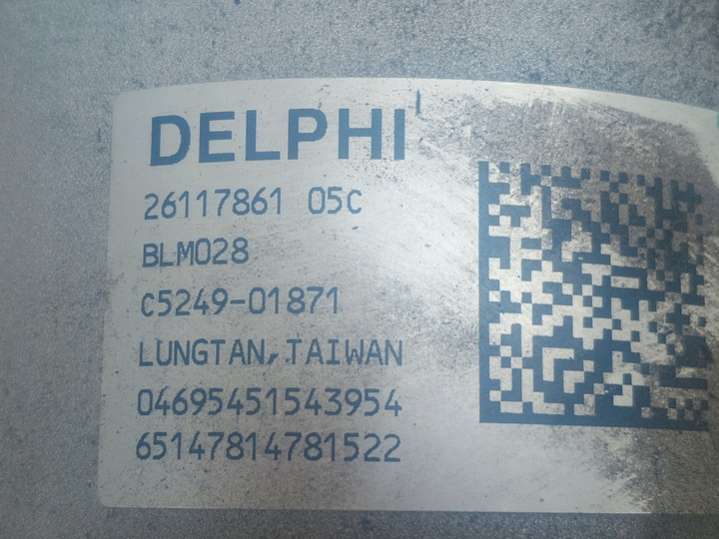 DELPHI
26117861 05C
BLM028
C5249-01871
LUNGTAN,TAIWAN
04695451543954
65147814781522